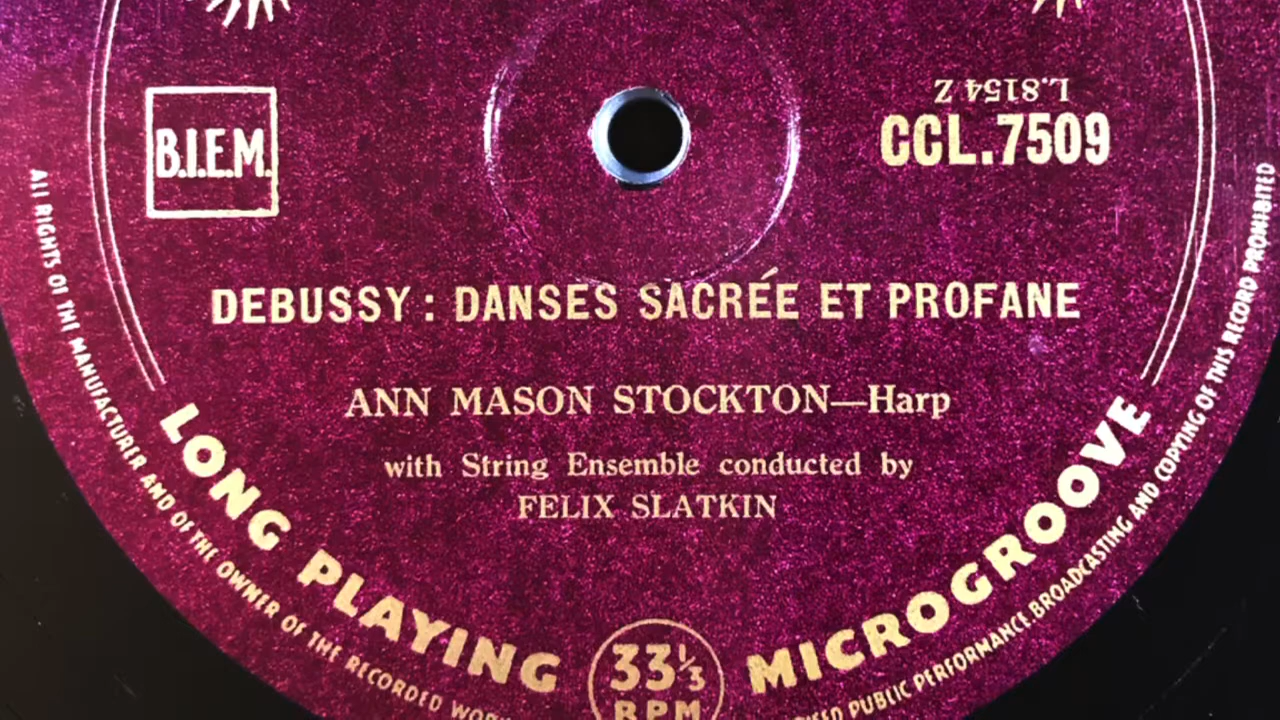 B.I.E.M.
L.8154 Z
CCL.7509
DEBUSSY : DANSES SACRÉE ET PROFANE
ANN MASON STOCKTON—Harp
with String Ensemble conducted by
FELIX SLATKIN
LONG PLAYING
33⅓
RPM
MICROGROOVE
ALL RIGHTS OF THE MANUFACTURER AND OF THE OWNER OF THE RECORDED
PUBLIC PERFORMANCE, BROADCASTING AND COPYING OF THIS RECORD PROHIBITED